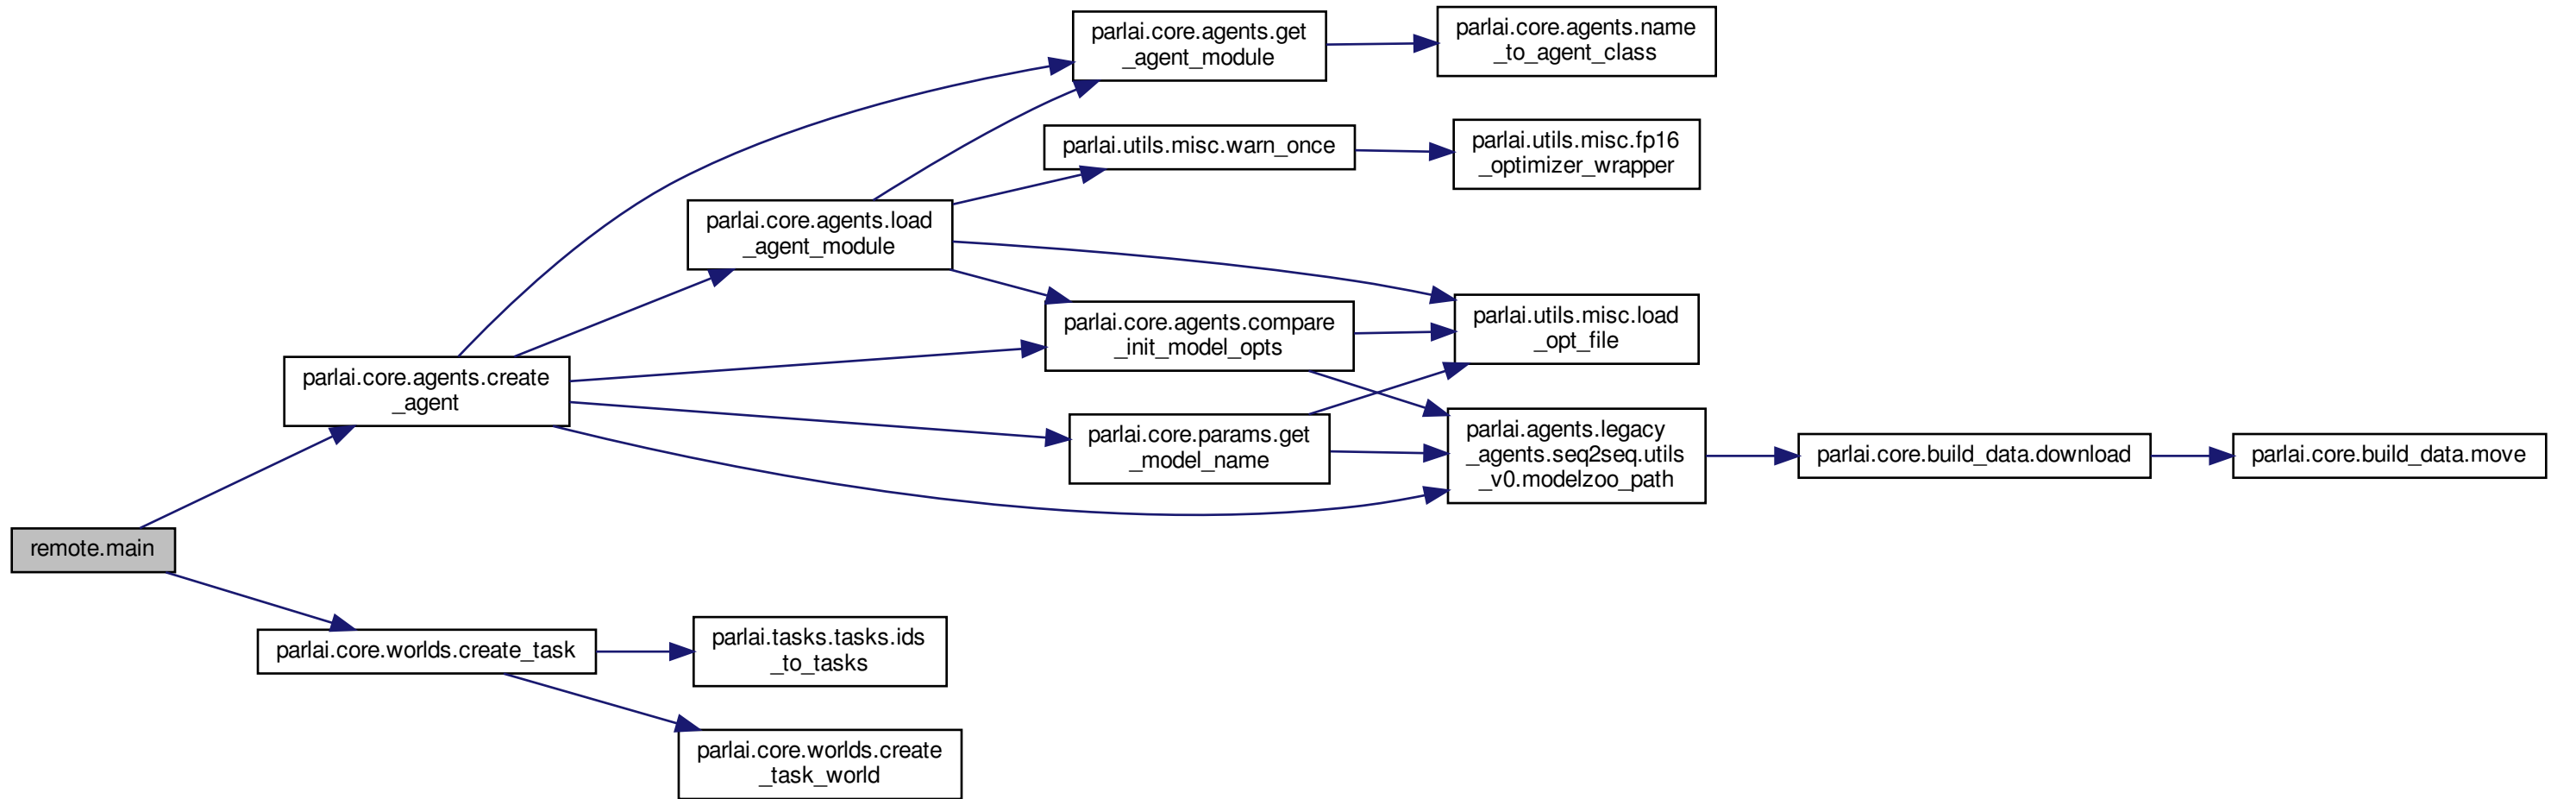 parlai.core.agents.get
_agent_module
parlai.core.agents.name
_to_agent_class
parlai.utils.misc.warn_once
parlai.utils.misc.fp16
_optimizer_wrapper
parlai.core.agents.load
_agent_module
parlai.core.agents.compare
_init_model_opts
parlai.utils.misc.load
_opt_file
parlai.core.agents.create
_agent
parlai.core.params.get
_model_name
parlai.agents.legacy
_agents.seq2seq.utils
_v0.modelzoo_path
parlai.core.build_data.download
parlai.core.build_data.move
remote.main
parlai.core.worlds.create_task
parlai.tasks.tasks.ids
_to_tasks
parlai.core.worlds.create
_task_world